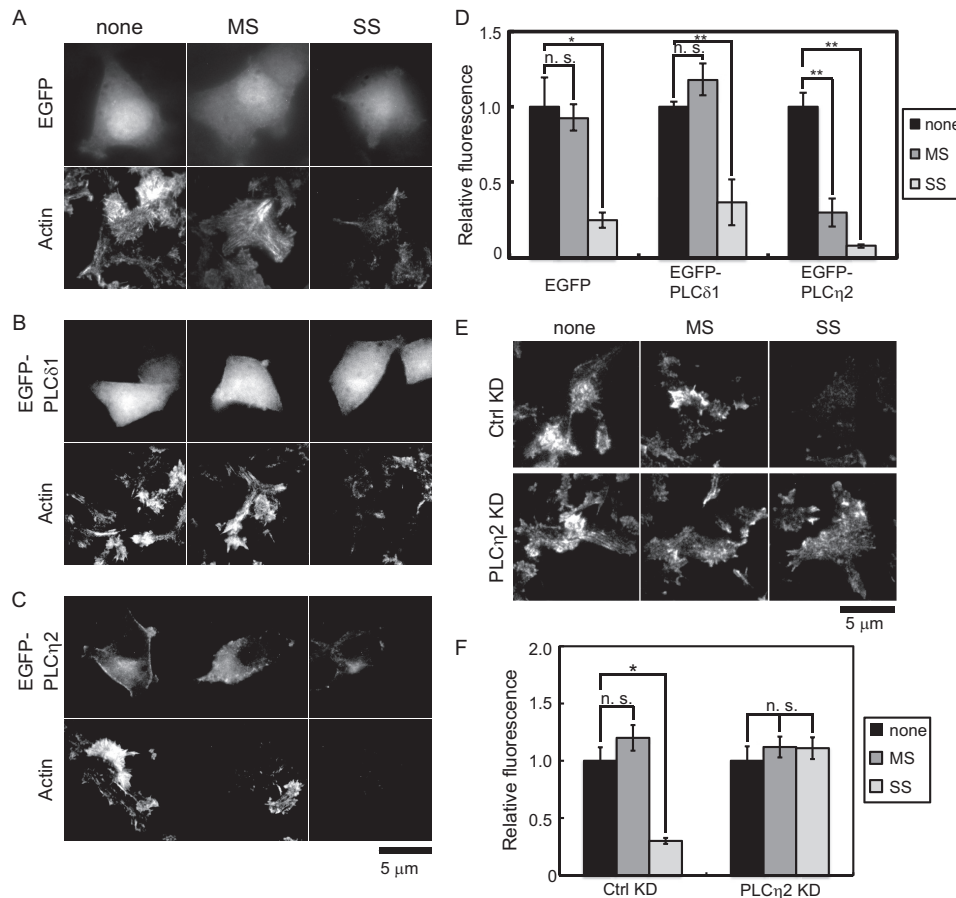 A
none MS SS
EGFP
Actin
B
EGFP-
PLCδ1
Actin
C
EGFP-
PLCη2
Actin
5 μm
D
Relative fluorescence
1.5
1.0
0.5
0
*
n. s.
**
n. s.
**
**
EGFP
EGFP-
PLCδ1
EGFP-
PLCη2
none
MS
SS
E
none MS SS
Ctrl KD
PLCη2 KD
5 μm
F
Relative fluorescence
2.0
1.5
1.0
0.5
0
*
n. s.
n. s.
Ctrl KD
PLCη2 KD
none
MS
SS